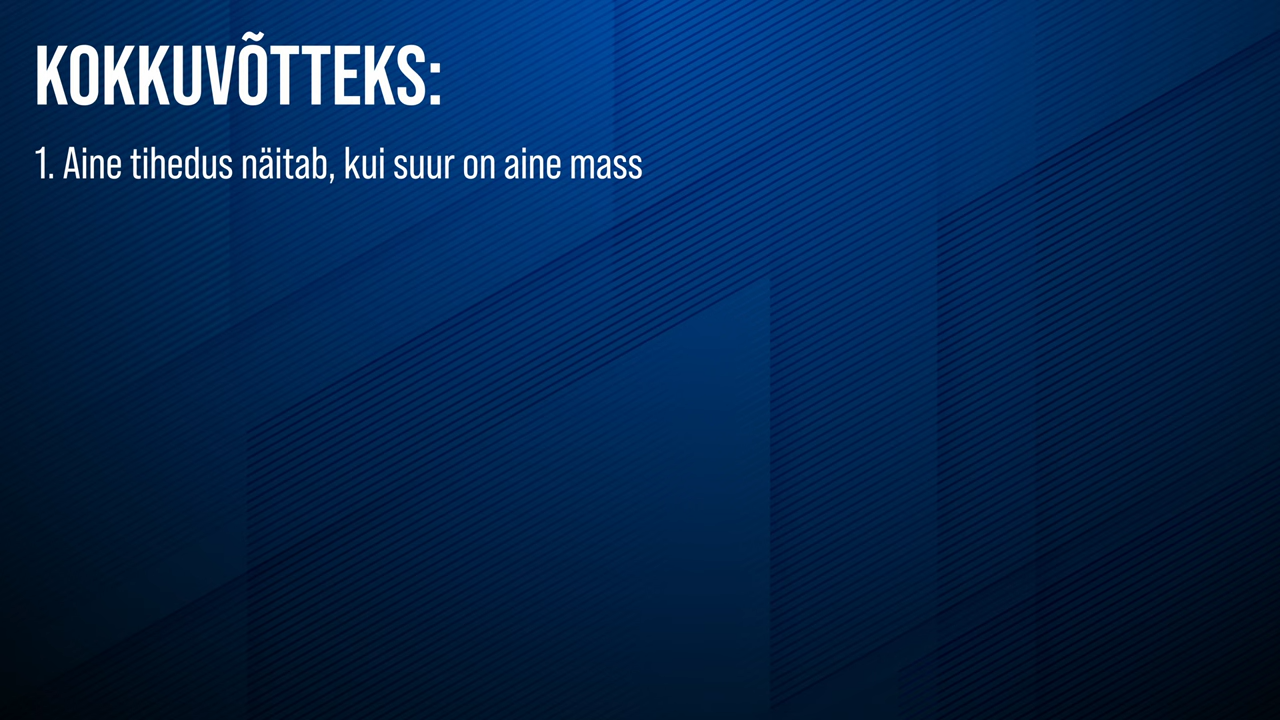 KOKKUVÕTTEKS:
1. Aine tihedus näitab, kui suur on aine mass